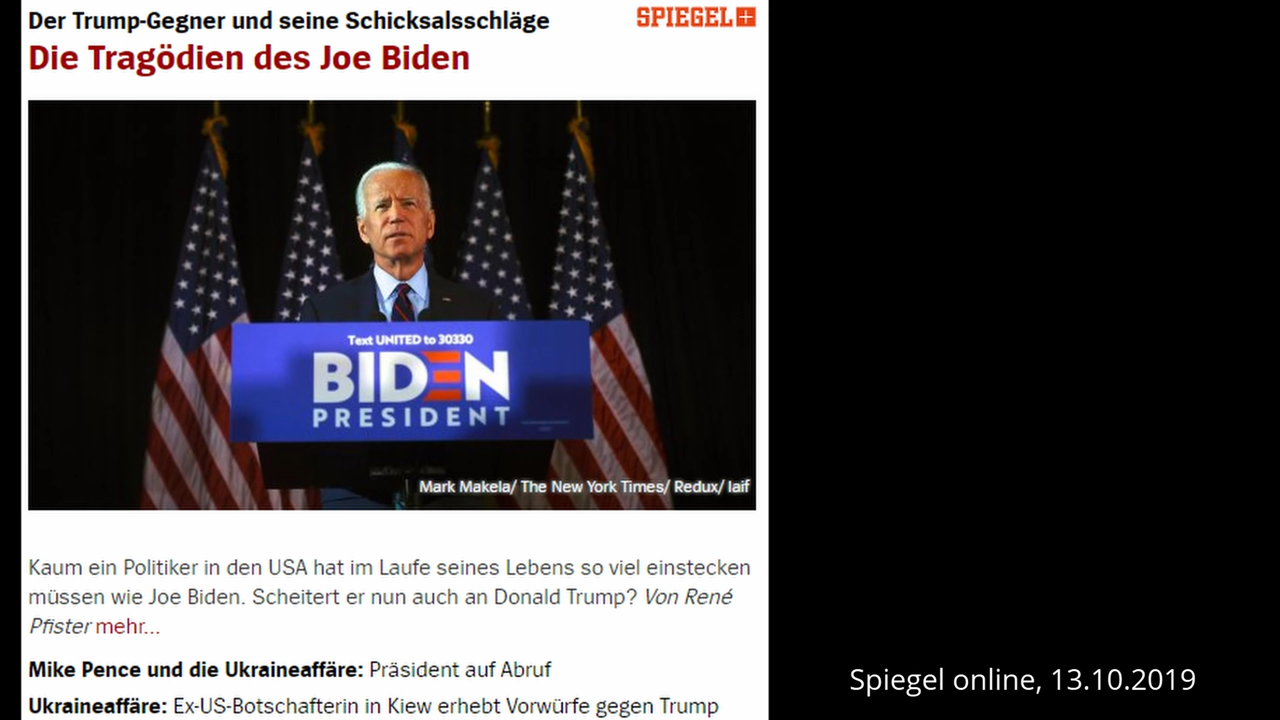 Der Trump-Gegner und seine Schicksalsschläge
SPIEGEL+
Die Tragödien des Joe Biden
Text UNITED to 30330
BIDEN
PRESIDENT
Mark Makela/ The New York Times/ Redux/ laif
Kaum ein Politiker in den USA hat im Laufe seines Lebens so viel einstecken
müssen wie Joe Biden. Scheitert er nun auch an Donald Trump? Von René
Pfister mehr...
Mike Pence und die Ukraineaffäre: Präsident auf Abruf
Ukraineaffäre: Ex-US-Botschafterin in Kiew erhebt Vorwürfe gegen Trump
Spiegel online, 13.10.2019